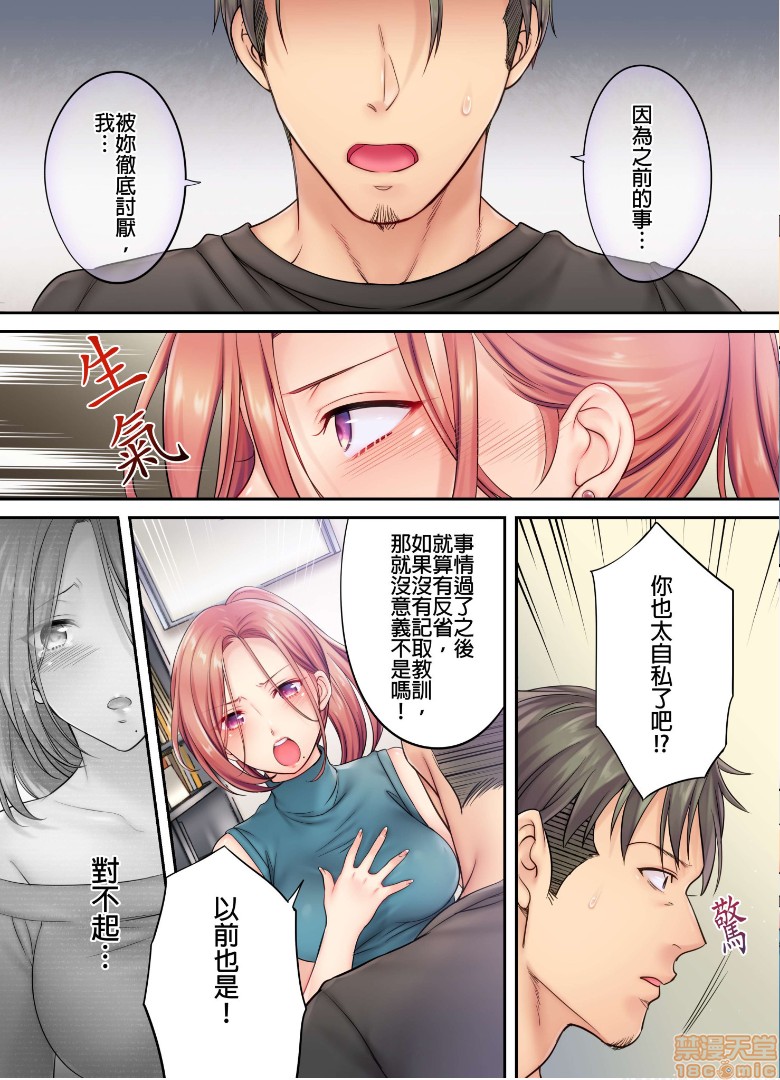 因為之前的事…
被妳徹底討厭，
我…
生氣
你也太自私了吧!?
驚
事情過了之後
就算有反省，
如果沒有記取教訓，
那就沒意義不是嗎！
以前也是！
對不起…
禁漫天堂
18comic